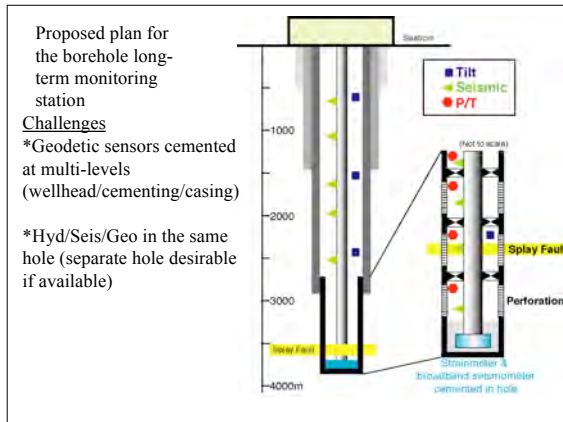 Proposed plan for
the borehole long-
term monitoring
station
Challenges
*Geodetic sensors cemented
at multi-levels
(wellhead/cementing/casing)
*Hyd/Seis/Geo in the same
hole (separate hole desirable
if available)
Station
Tilt
Seismic
P/T
(Not to scale)
1000
2000
3000
4000m
Splay Fault
Splay Fault
Perforation
Strainmeter &
broadband seismometer
cemented in hole